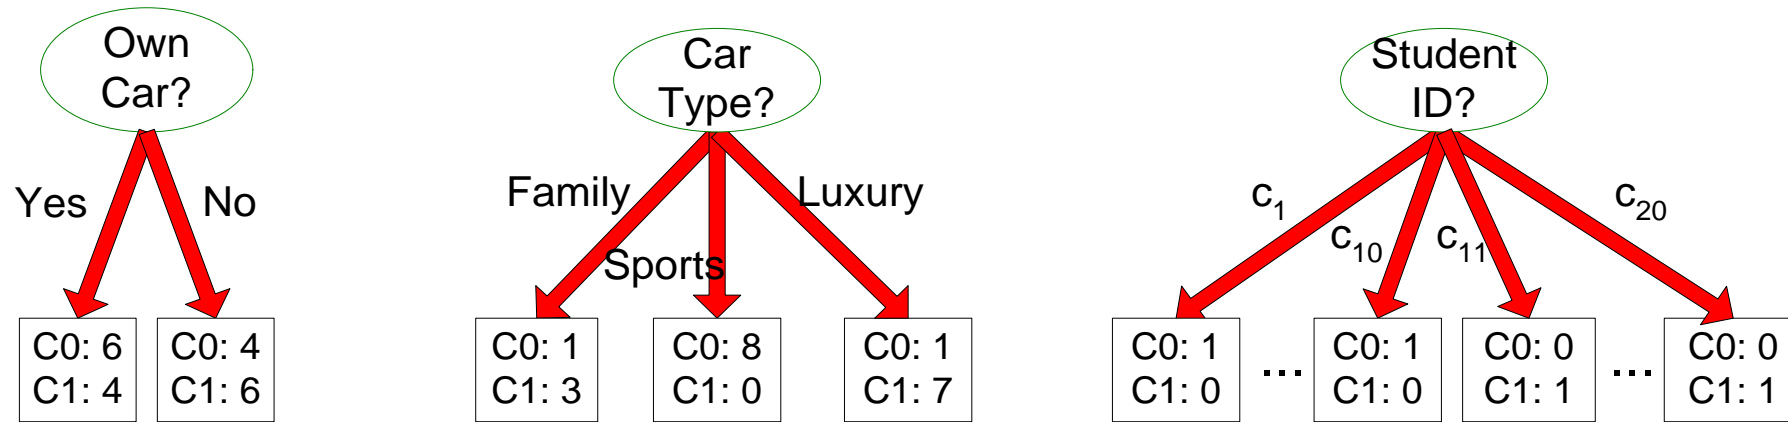 Own
Car?
Yes
No
C0: 6
C1: 4
C0: 4
C1: 6
Car
Type?
Family
Sports
Luxury
C0: 1
C1: 3
C0: 8
C1: 0
C0: 1
C1: 7
Student
ID?
c1
c10
c11
c20
C0: 1
C1: 0
...
C0: 1
C1: 0
C0: 0
C1: 1
...
C0: 0
C1: 1